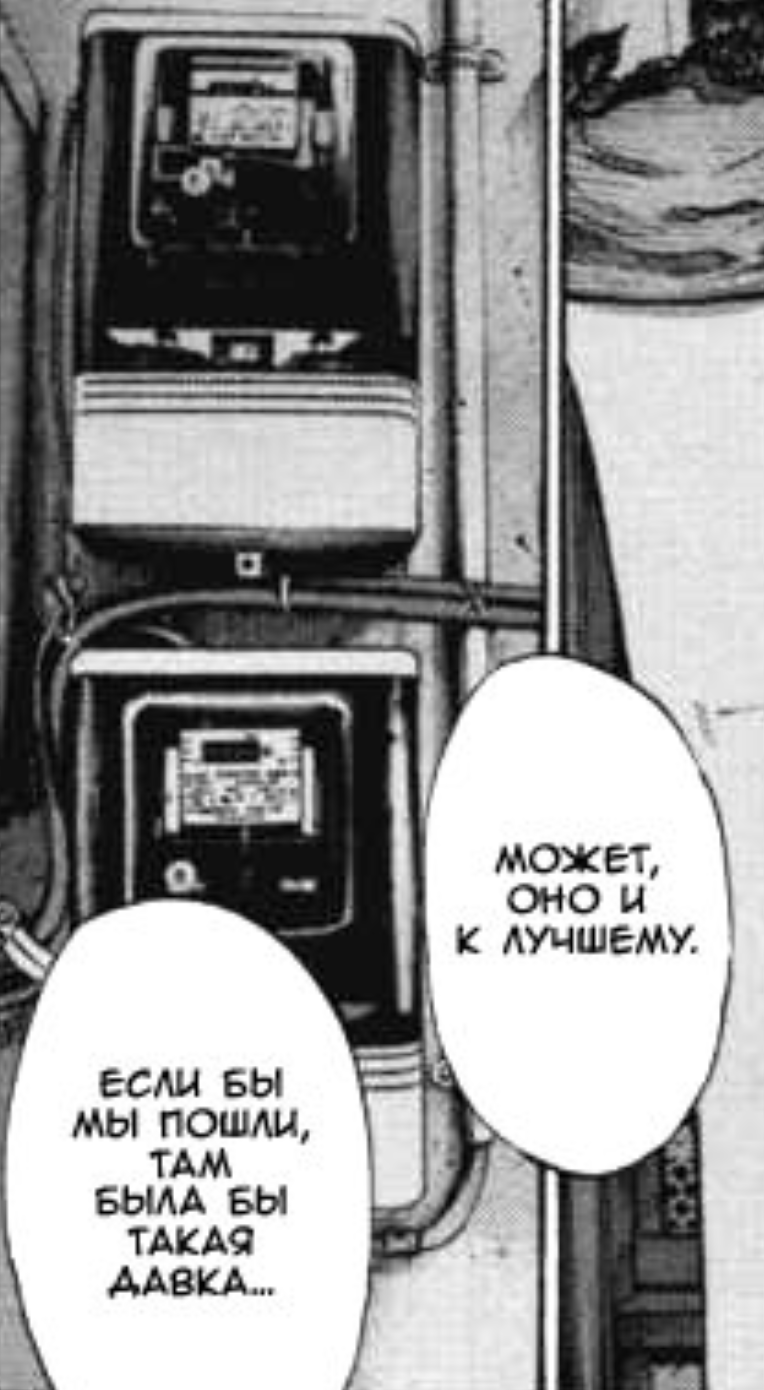 МОЖЕТ,
ОНО И
К ЛУЧШЕМУ.
ЕСЛИ БЫ
МЫ ПОШЛИ,
ТАМ
БЫЛА БЫ
ТАКАЯ
ДАВКА...